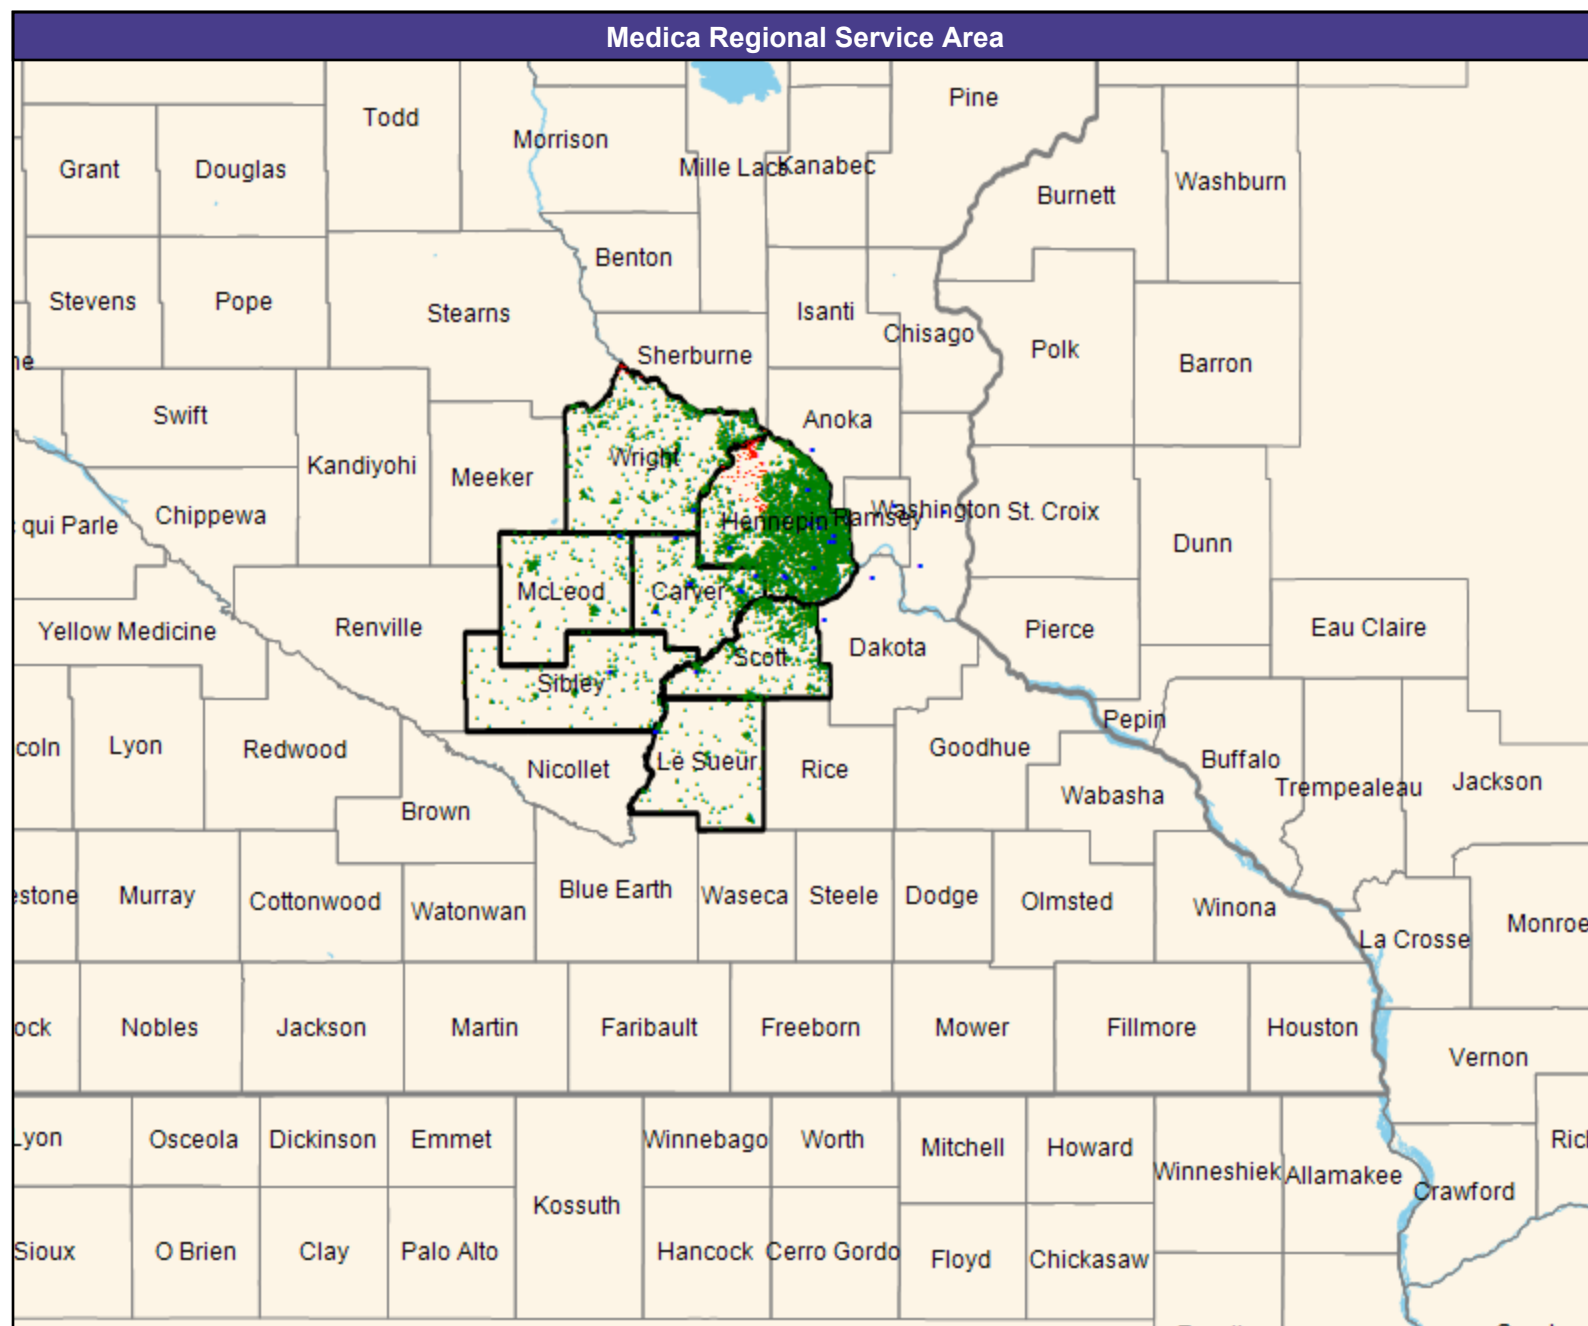 Medica Regional Service Area
Pine
Todd
Morrison
Mille Lacs
Kanabec
Grant
Douglas
Washburn
Burnett
Benton
Stevens
Pope
Stearns
Isanti
Chisago
Polk
Sherburne
Barron
Swift
Anoka
Kandiyohi
Wright
Meeker
Chippewa
qui Parle
Hennepin
Ramsey
Washington
St. Croix
Dunn
McLeod
Carver
Yellow Medicine
Renville
Pierce
Eau Claire
Scott
Dakota
Sibley
Pepin
coln
Lyon
Redwood
Goodhue
Nicollet
Le Sueur
Rice
Buffalo
Trempealeau
Jackson
Wabasha
Brown
estone
Murray
Cottonwood
Watonwan
Blue Earth
Waseca
Steele
Dodge
Olmsted
Winona
La Crosse
Monroe
ock
Nobles
Jackson
Martin
Faribault
Freeborn
Mower
Fillmore
Houston
Vernon
Lyon
Osceola
Dickinson
Emmet
Winnebago
Worth
Mitchell
Howard
Winneshiek
Allamakee
Crawford
Kossuth
Sioux
O Brien
Clay
Palo Alto
Hancock
Cerro Gordo
Floyd
Chickasaw